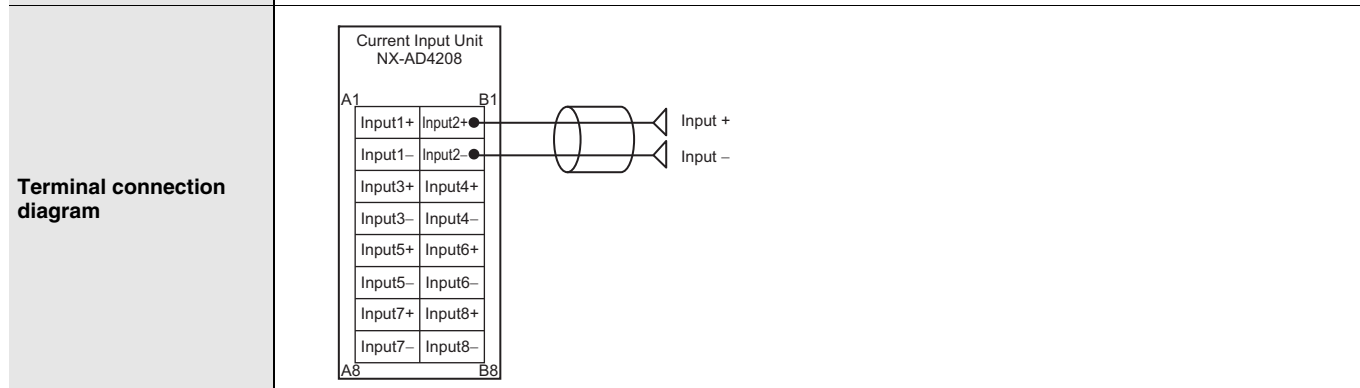 Terminal connection
diagram
Current Input Unit
NX-AD4208
A1 B1
Input1+ Input2+ Input +
Input1– Input2– Input –
Input3+ Input4+
Input3– Input4–
Input5+ Input6+
Input5– Input6–
Input7+ Input8+
Input7– Input8–
A8 B8